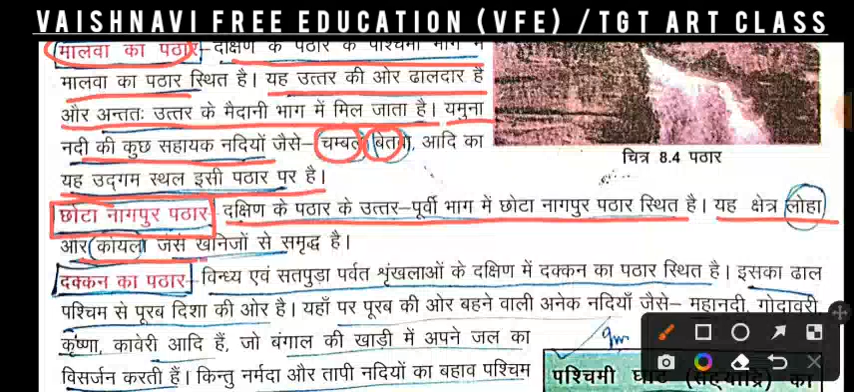 VAISHNAVI FREE EDUCATION (VFE) / TGT ART CLASS
मालवा का पठार–दक्षिण के पठार के पश्चिमी भाग में
मालवा का पठार स्थित है। यह उत्तर की ओर ढालदार है
और अन्ततः उत्तर के मैदानी भाग में मिल जाता है। यमुना
नदी की कुछ सहायक नदियों जैसे– चम्बल, बेतवा, आदि का
यह उद्गम स्थल इसी पठार पर है।
चित्र 8.4 पठार
छोटा नागपुर पठार–दक्षिण के पठार के उत्तर–पूर्वी भाग में छोटा नागपुर पठार स्थित है। यह क्षेत्र लोहा
और कोयला जैसे खनिजों से समृद्ध है।
दक्कन का पठार–विन्ध्य एवं सतपुड़ा पर्वत शृंखलाओं के दक्षिण में दक्कन का पठार स्थित है। इसका ढाल
पश्चिम से पूरब दिशा की ओर है। यहाँ पर पूरब की ओर बहने वाली अनेक नदियाँ जैसे– महानदी, गोदावरी,
कृष्णा, कावेरी आदि हैं, जो बंगाल की खाड़ी में अपने जल का
विसर्जन करती हैं। किन्तु नर्मदा और तापी नदियों का बहाव पश्चिम
पश्चिमी घाट (सह्याद्रि) का